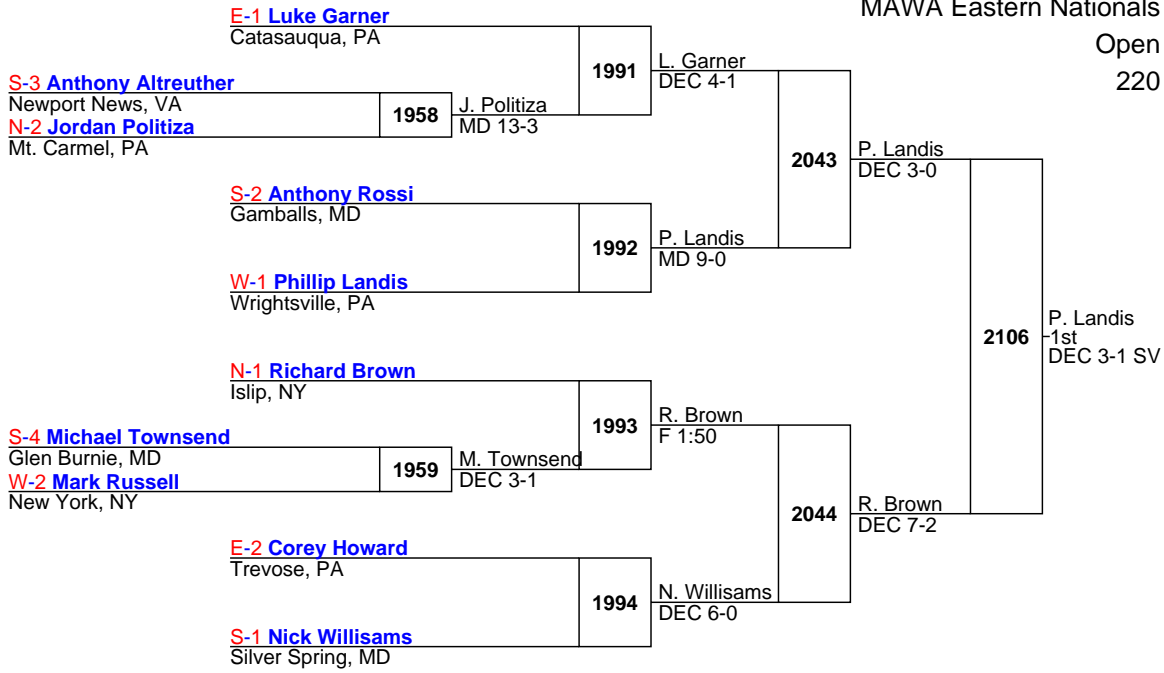 MAWA Eastern Nationals
Open
220
E-1 Luke Garner
Catasauqua, PA
S-3 Anthony Altreuther
Newport News, VA
N-2 Jordan Politiza
Mt. Carmel, PA
1958
J. Politiza
MD 13-3
1991
L. Garner
DEC 4-1
S-2 Anthony Rossi
Gamballs, MD
W-1 Phillip Landis
Wrightsville, PA
1992
P. Landis
MD 9-0
2043
P. Landis
DEC 3-0
N-1 Richard Brown
Islip, NY
S-4 Michael Townsend
Glen Burnie, MD
W-2 Mark Russell
New York, NY
1959
M. Townsend
DEC 3-1
1993
R. Brown
F 1:50
E-2 Corey Howard
Trevose, PA
S-1 Nick Willisams
Silver Spring, MD
1994
N. Willisams
DEC 6-0
2044
R. Brown
DEC 7-2
2106
P. Landis
1st
DEC 3-1 SV